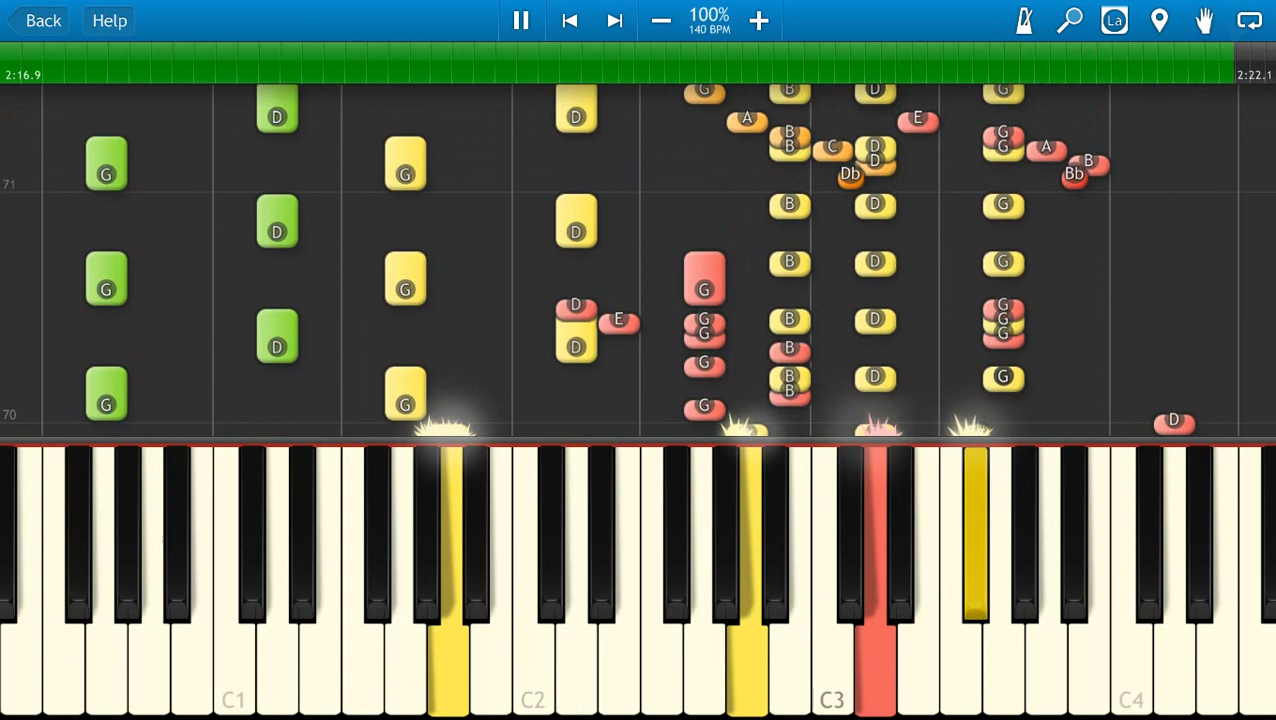 Back Help 100% La
140 BPM
2:16.9 2:22.1
G B D G
D D A E
B G
B C D G A
G G D B
71 Db Bb
B D G
D D
B D G
G G G
D G
E G B D G
G G
D D B
G
B D G
B
G G G
70 D
C1 C2 C3 C4